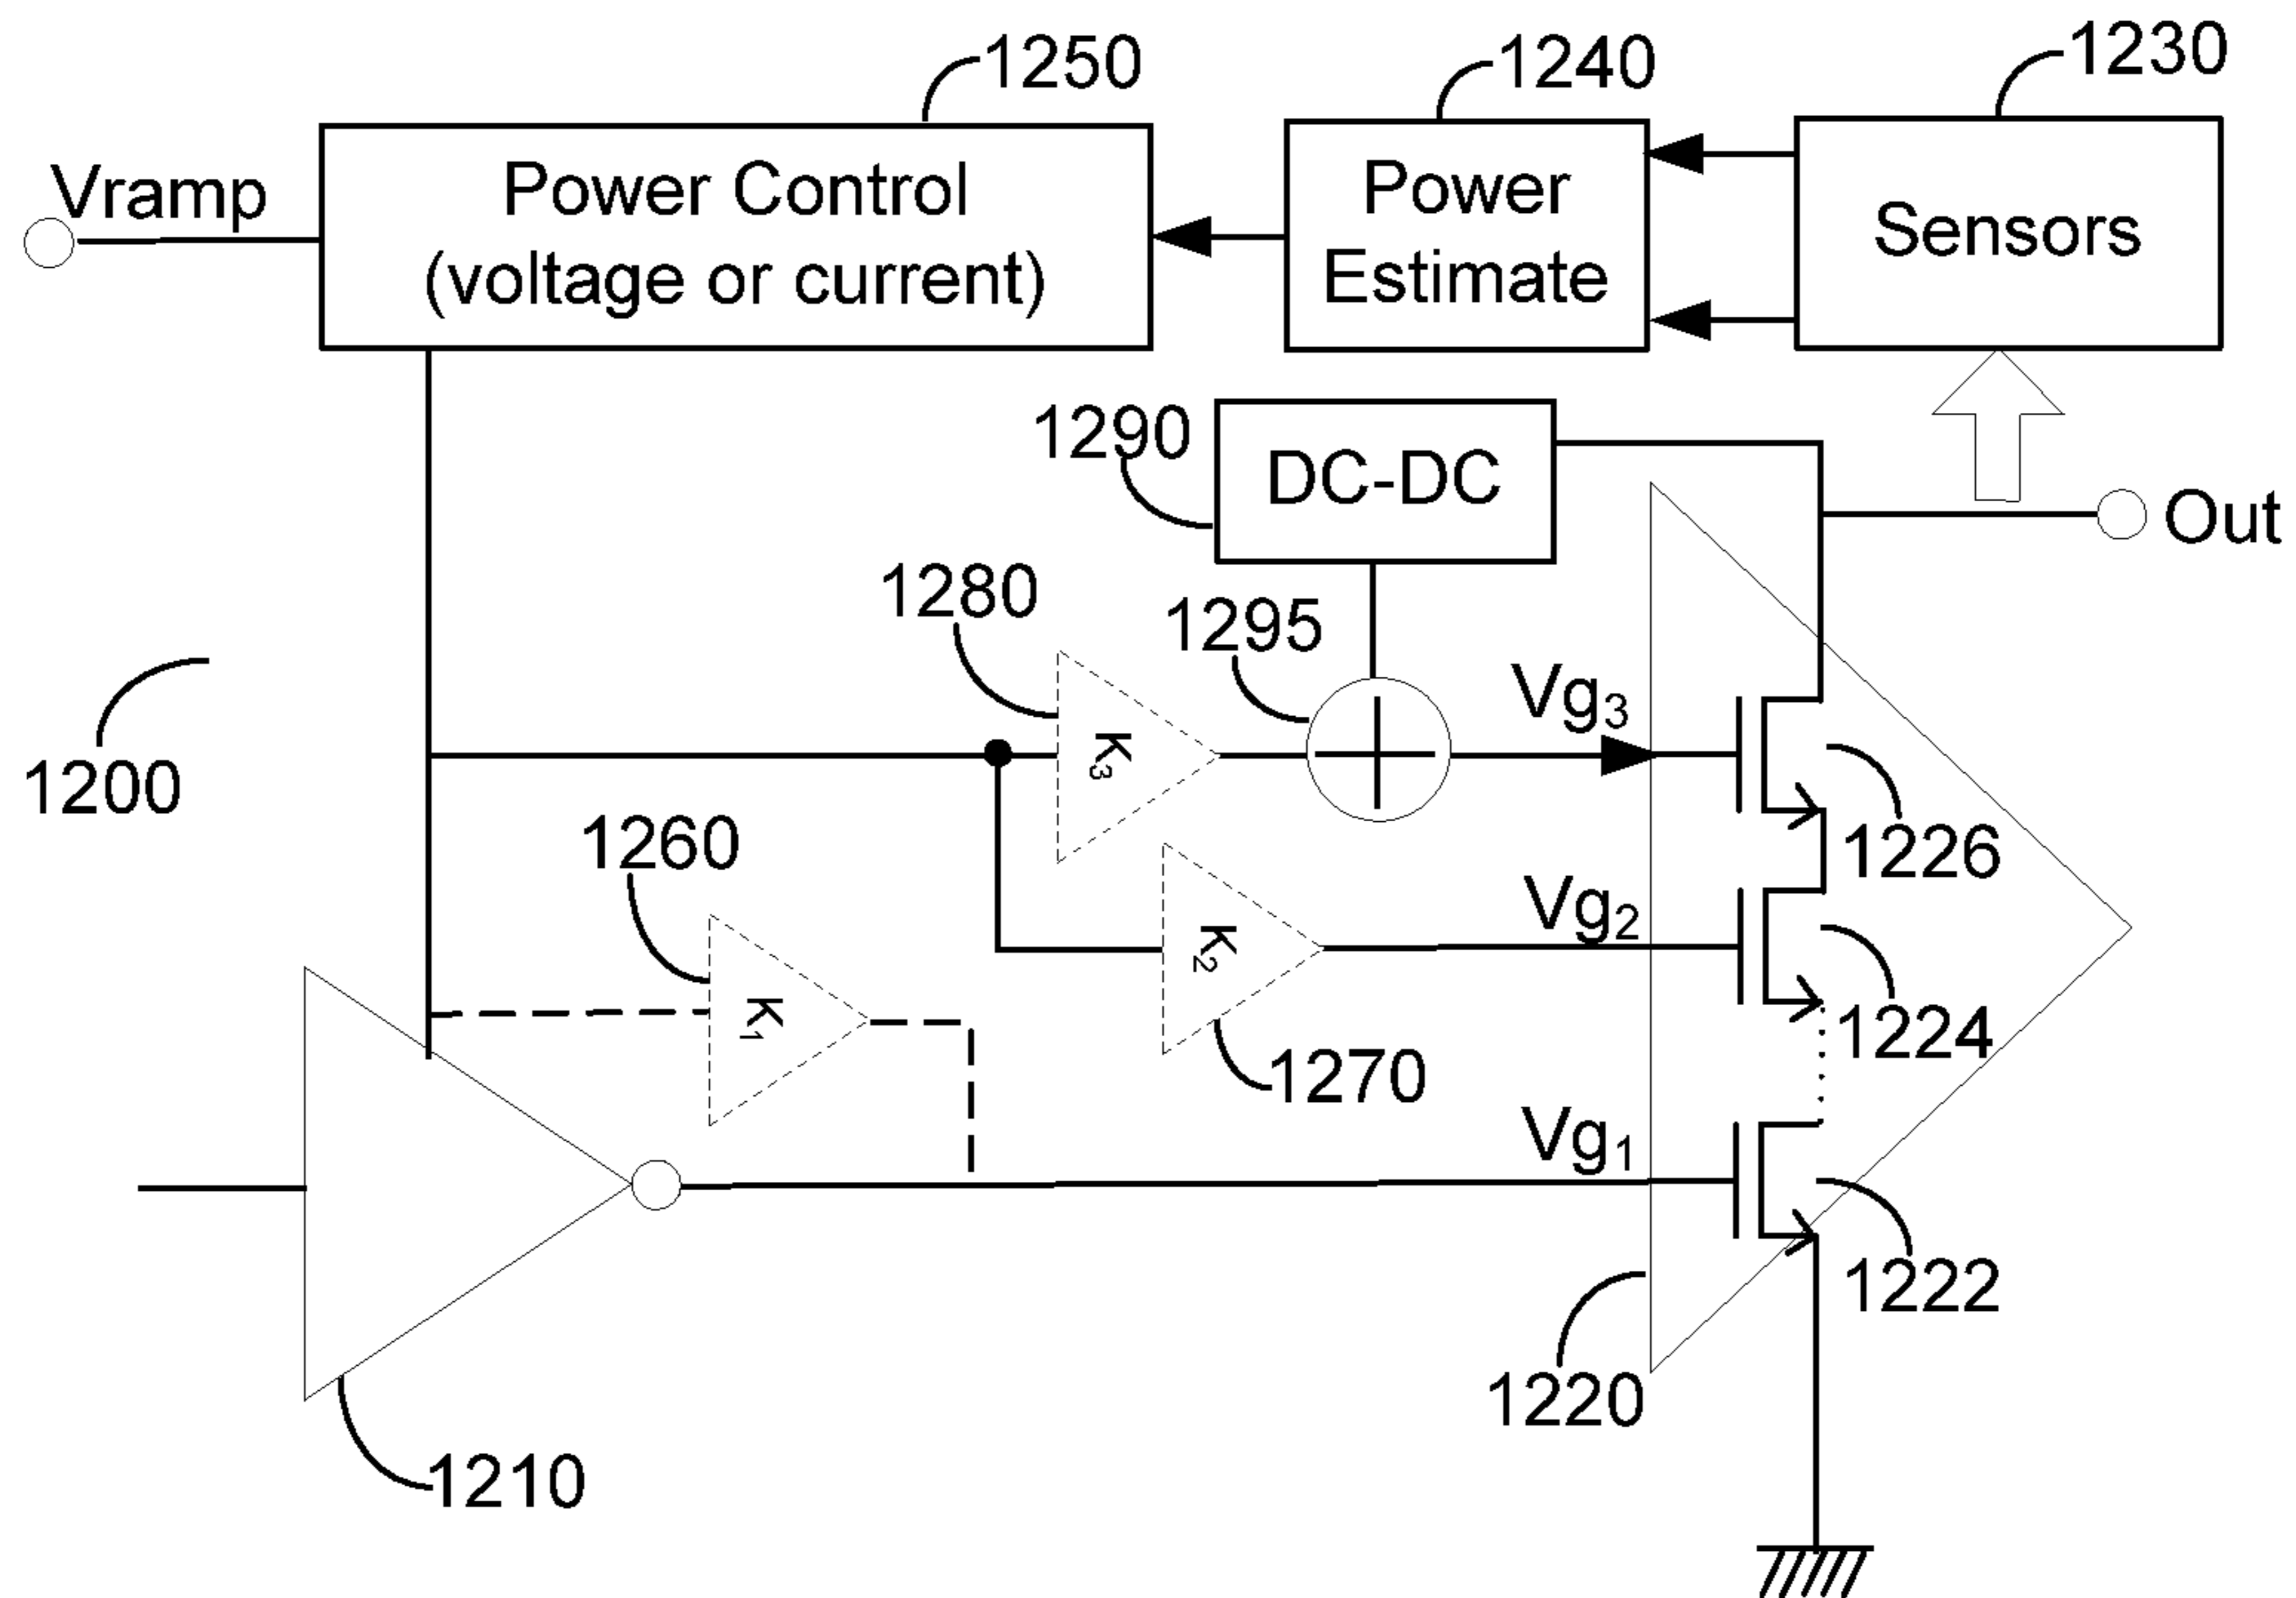 1250
1240
1230
Vramp
Power Control
(voltage or current)
Power
Estimate
Sensors
1290
DC-DC
Out
1280
1295
Vg3
K3
1200
1260
1226
Vg2
K2
K1
1224
1270
Vg1
1222
1220
1210